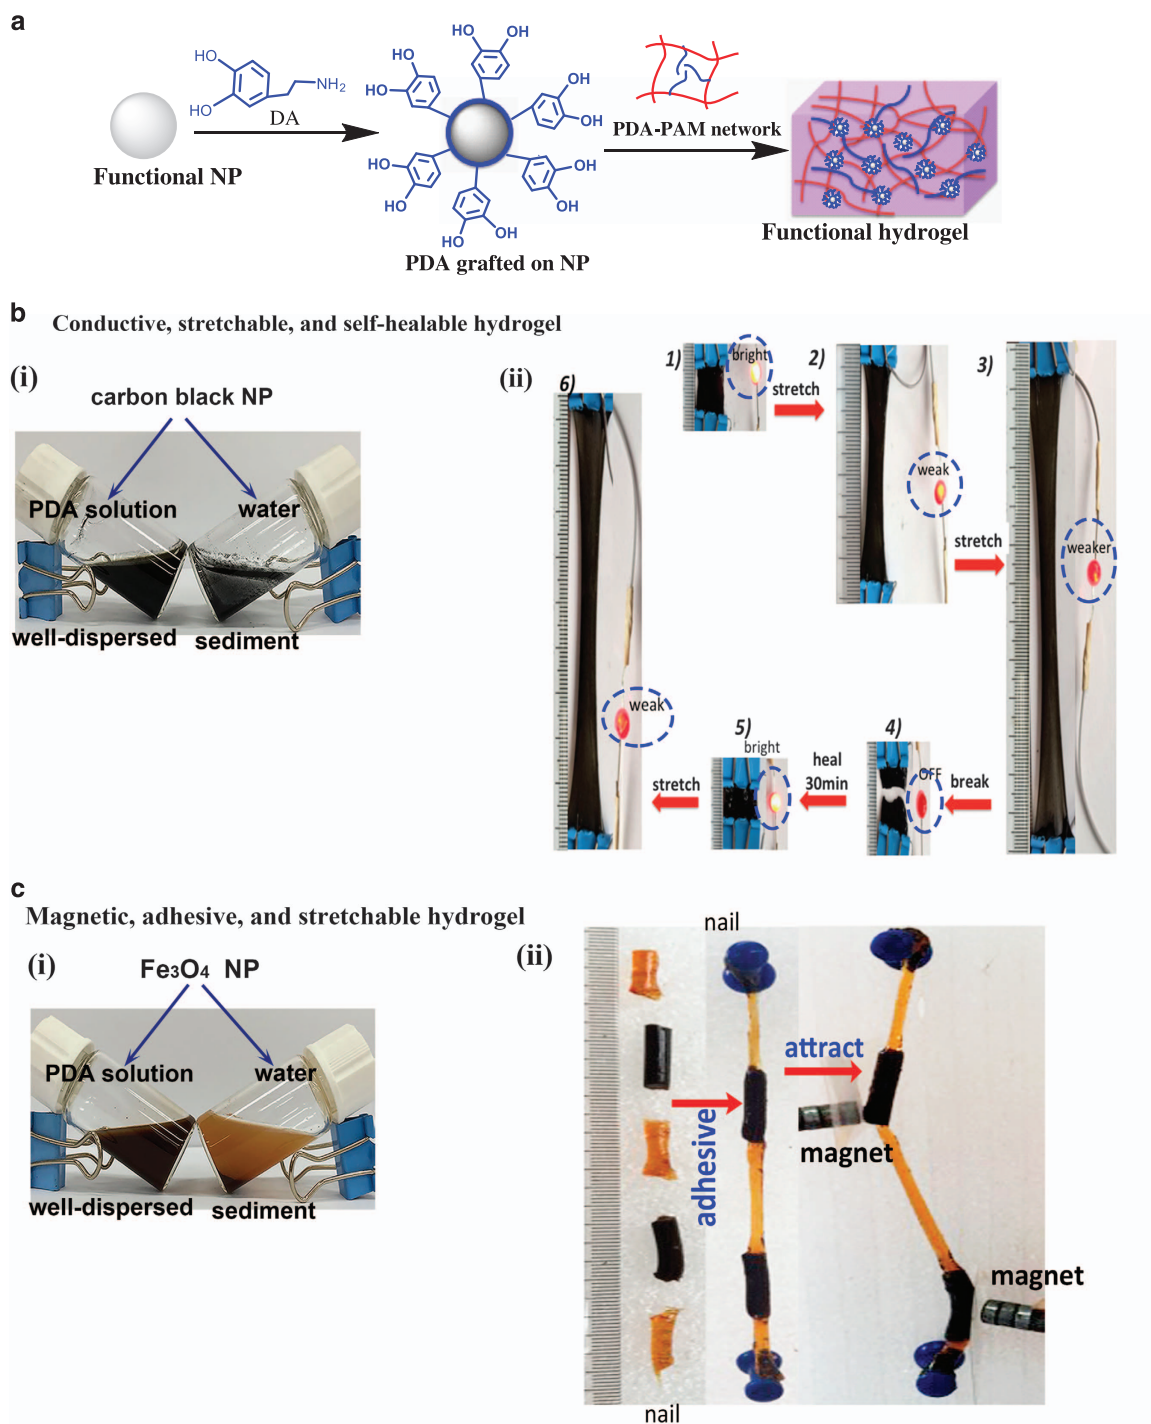 a
HO
HO
NH2
DA
Functional NP
HO
OH
HO
HO
OH
OH
HO
HO
OH
OH
HO
OH
PDA grafted on NP
PDA-PAM network
Functional hydrogel
b
Conductive, stretchable, and self-healable hydrogel
(i)
carbon black NP
PDA solution
water
well-dispersed
sediment
(ii)
1)
bright
stretch
2)
weak
stretch
3)
weaker
break
4)
OFF
heal
30min
5)
bright
stretch
6)
weak
c
Magnetic, adhesive, and stretchable hydrogel
(i)
Fe3O4 NP
PDA solution
water
well-dispersed
sediment
(ii)
nail
adhesive
attract
magnet
magnet
nail